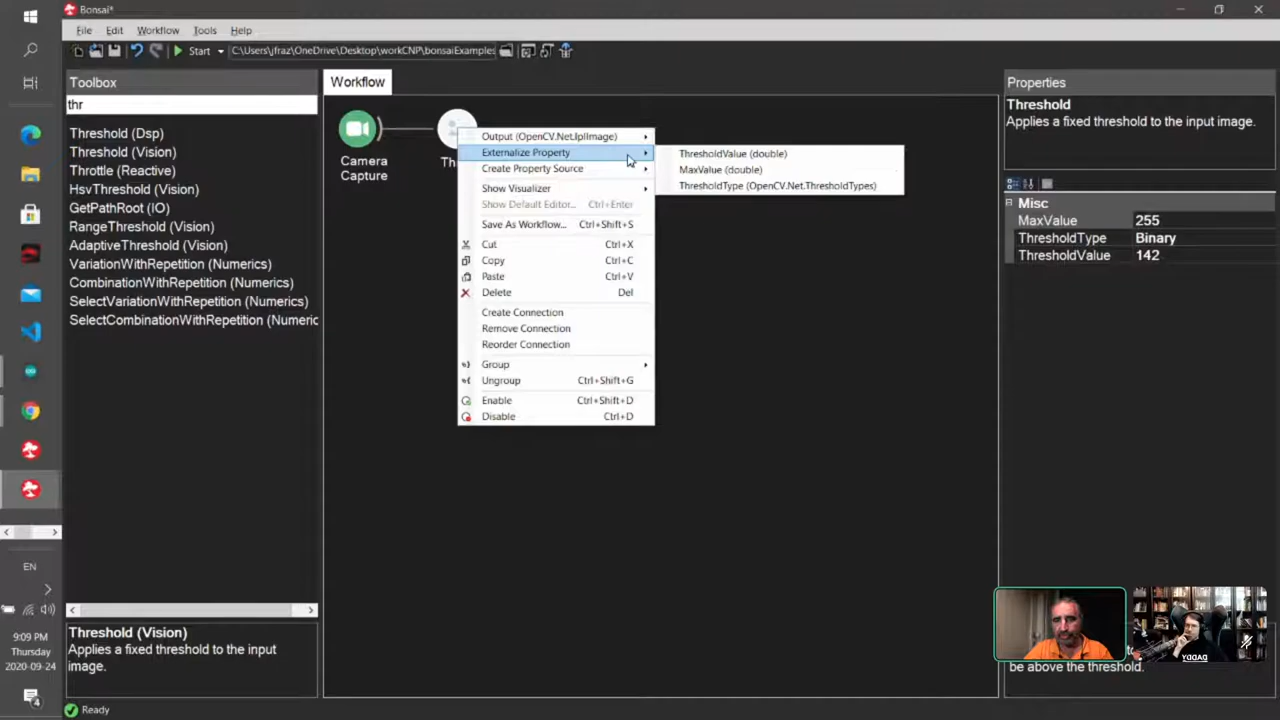 Bonsai*
File Edit Workflow Tools Help
Start
C:\Users\jfraz\OneDrive\Desktop\workCNP\bonsaiExamples
Toolbox
thr
Threshold (Dsp)
Threshold (Vision)
Throttle (Reactive)
HsvThreshold (Vision)
GetPathRoot (IO)
RangeThreshold (Vision)
AdaptiveThreshold (Vision)
VariationWithRepetition (Numerics)
CombinationWithRepetition (Numerics)
SelectVariationWithRepetition (Numerics)
SelectCombinationWithRepetition (Numeric
Threshold (Vision)
Applies a fixed threshold to the input
image.
Workflow
Camera
Capture
Th
Output (OpenCV.Net.IplImage)
Externalize Property
Create Property Source
Show Visualizer
Show Default Editor... Ctrl+Enter
Save As Workflow... Ctrl+Shift+S
Cut Ctrl+X
Copy Ctrl+C
Paste Ctrl+V
Delete Del
Create Connection
Remove Connection
Reorder Connection
Group
Ungroup Ctrl+Shift+G
Enable Ctrl+Shift+D
Disable Ctrl+D
ThresholdValue (double)
MaxValue (double)
ThresholdType (OpenCV.Net.ThresholdTypes)
Properties
Threshold
Applies a fixed threshold to the input image.
Misc
MaxValue 255
ThresholdType Binary
ThresholdValue 142
be above the threshold.
EN
9:09 PM
Thursday
2020-09-24
4
Ready